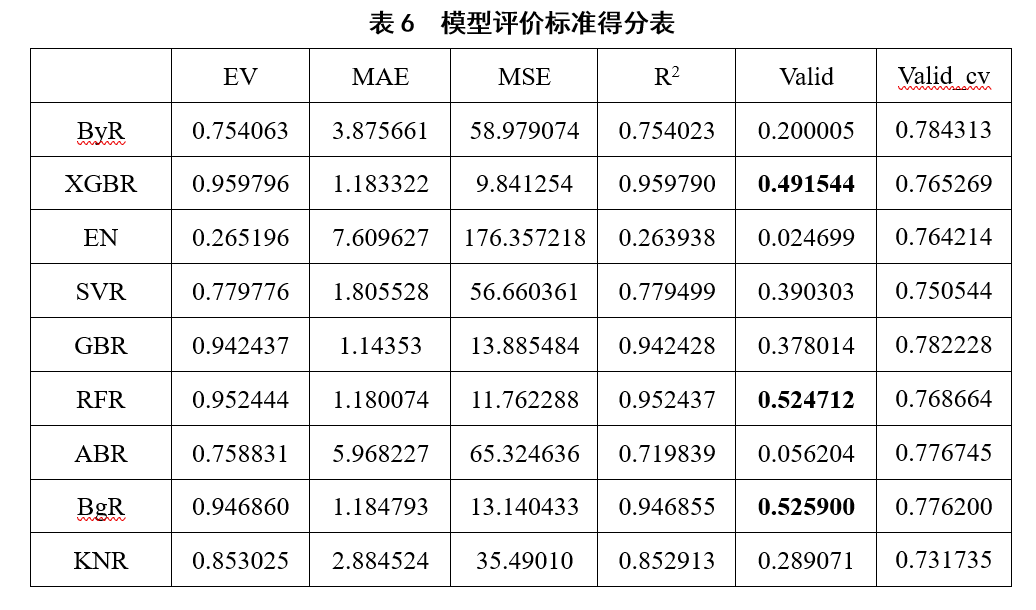 表 6 模型评价标准得分表
EV MAE MSE R² Valid Valid_cv
ByR 0.754063 3.875661 58.979074 0.754023 0.200005 0.784313
XGBR 0.959796 1.183322 9.841254 0.959790 0.491544 0.765269
EN 0.265196 7.609627 176.357218 0.263938 0.024699 0.764214
SVR 0.779776 1.805528 56.660361 0.779499 0.390303 0.750544
GBR 0.942437 1.14353 13.885484 0.942428 0.378014 0.782228
RFR 0.952444 1.180074 11.762288 0.952437 0.524712 0.768664
ABR 0.758831 5.968227 65.324636 0.719839 0.056204 0.776745
BgR 0.946860 1.184793 13.140433 0.946855 0.525900 0.776200
KNR 0.853025 2.884524 35.49010 0.852913 0.289071 0.731735